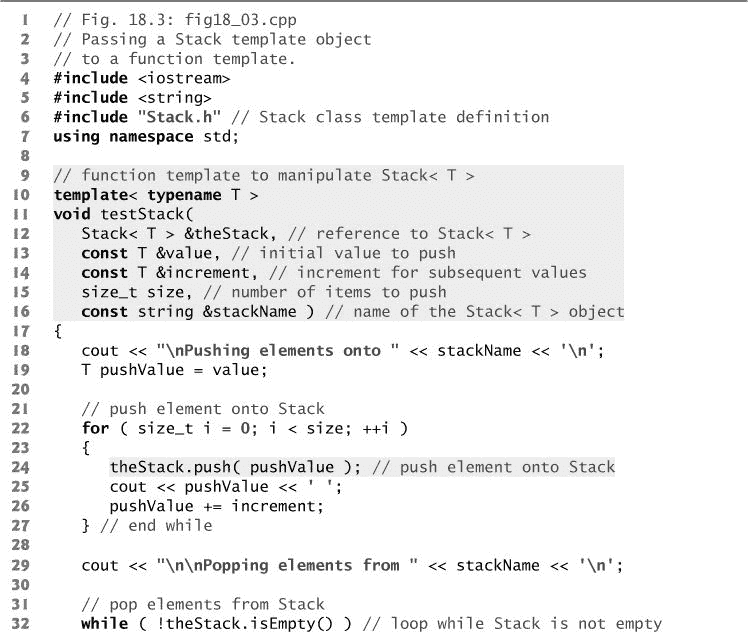 1 // Fig. 18.3: fig18_03.cpp
2 // Passing a Stack template object
3 // to a function template.
4 #include <iostream>
5 #include <string>
6 #include "Stack.h" // Stack class template definition
7 using namespace std;
8
9 // function template to manipulate Stack< T >
10 template< typename T >
11 void testStack(
12    Stack< T > &theStack, // reference to Stack< T >
13    const T &value, // initial value to push
14    const T &increment, // increment for subsequent values
15    size_t size, // number of items to push
16    const string &stackName ) // name of the Stack< T > object
17 {
18    cout << "\nPushing elements onto " << stackName << '\n';
19    T pushValue = value;
20
21    // push element onto Stack
22    for ( size_t i = 0; i < size; ++i )
23    {
24       theStack.push( pushValue ); // push element onto Stack
25       cout << pushValue << ' ';
26       pushValue += increment;
27    } // end while
28
29    cout << "\n\nPopping elements from " << stackName << '\n';
30
31    // pop elements from Stack
32    while ( !theStack.isEmpty() ) // loop while Stack is not empty